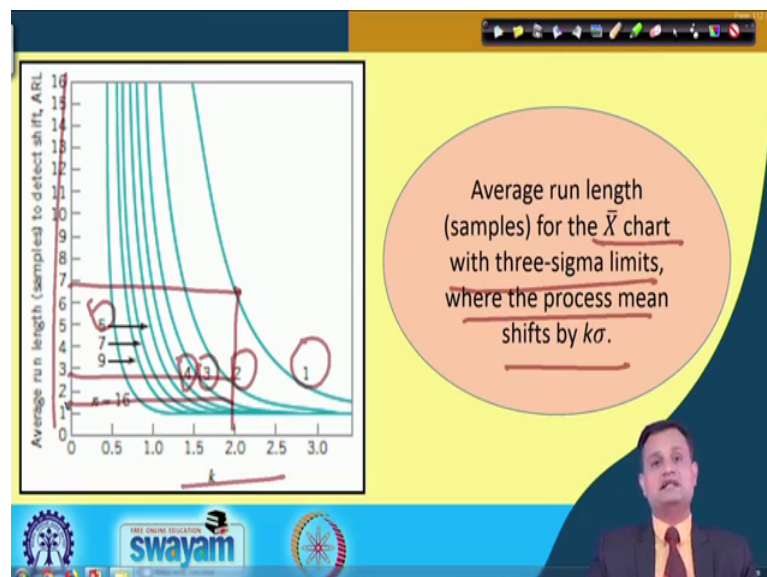 Average run length (samples) to detect shift, ARL
16
15
14
13
12
11
10
9
8
7
6
5
4
3
2
1
0
5
7
9
4 3 2 1
n = 16
0 0.5 1.0 1.5 2.0 2.5 3.0
k
Average run length
(samples) for the X̄ chart
with three-sigma limits,
where the process mean
shifts by kσ.
FREE ONLINE EDUCATION
swayam